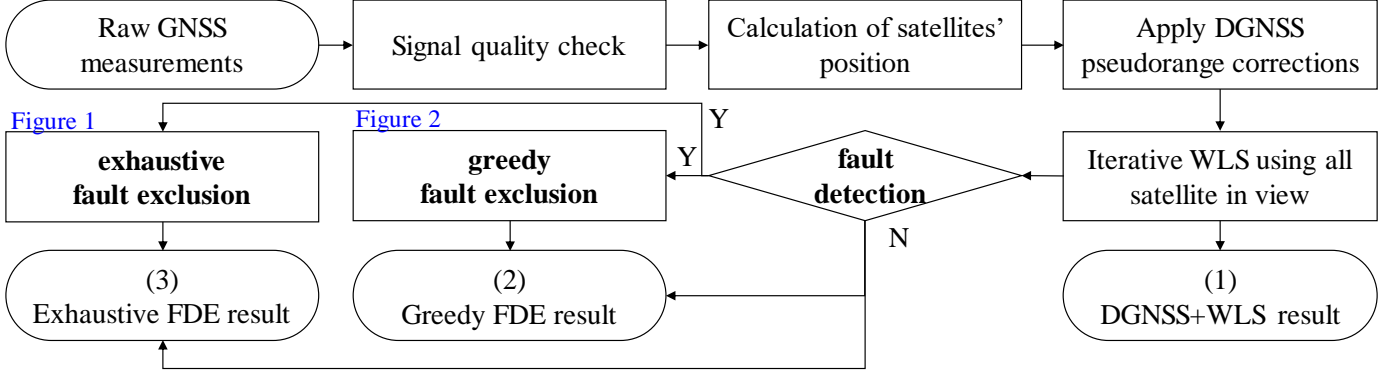 Raw GNSS
measurements
Signal quality check
Calculation of satellites'
position
Apply DGNSS
pseudorange corrections
Figure 1
exhaustive
fault exclusion
Figure 2
greedy
fault exclusion
Y
Y
fault
detection
N
Iterative WLS using all
satellite in view
(3)
Exhaustive FDE result
(2)
Greedy FDE result
(1)
DGNSS+WLS result